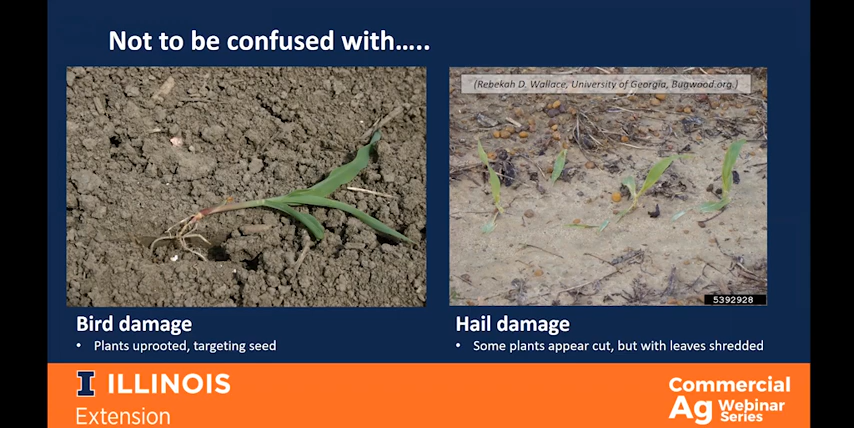 Not to be confused with.....
(Rebekah D. Wallace, University of Georgia, Bugwood.org.)
5392928
Bird damage
• Plants uprooted, targeting seed
Hail damage
• Some plants appear cut, but with leaves shredded
I ILLINOIS
Extension
Commercial
Ag Webinar
Series